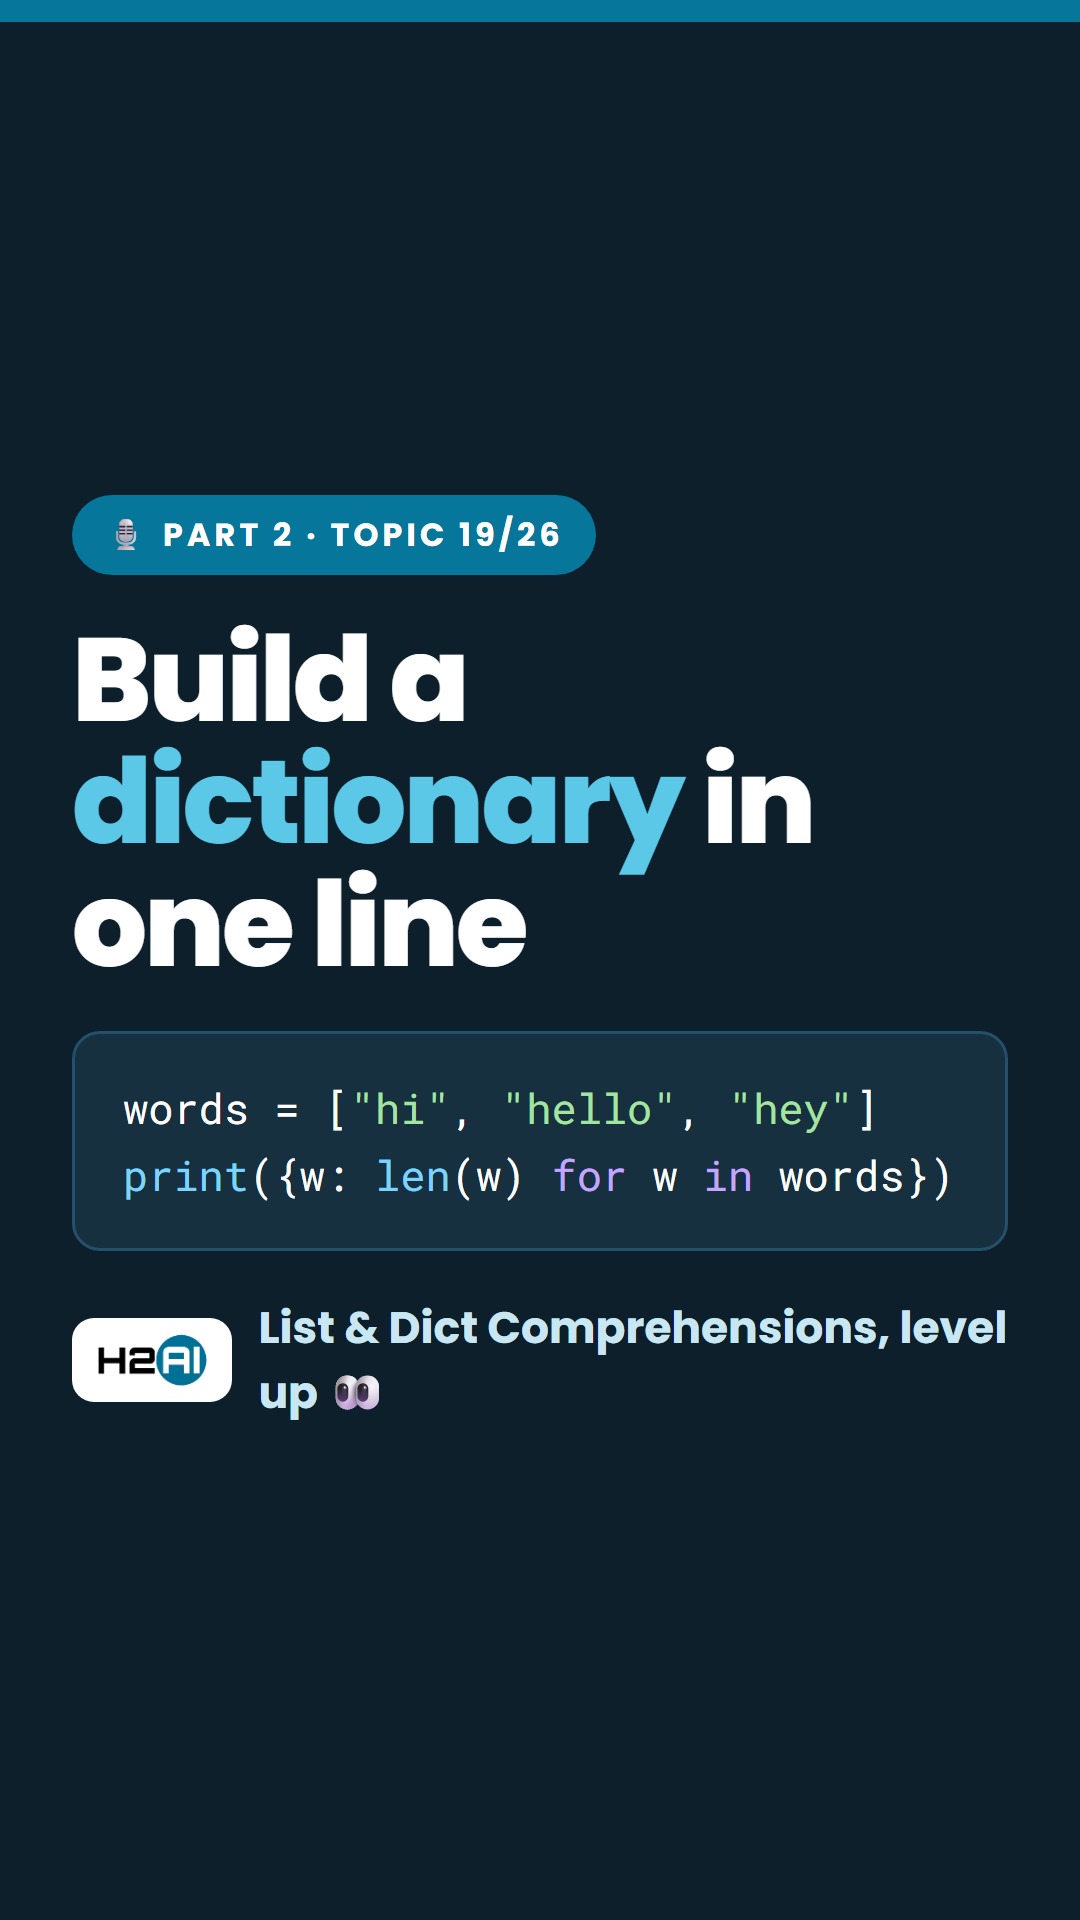 🎙️ PART 2 · TOPIC 19/26
Build a
dictionary in
one line
words = ["hi", "hello", "hey"]
print({w: len(w) for w in words})
H2AI
List & Dict Comprehensions, level
up 👀